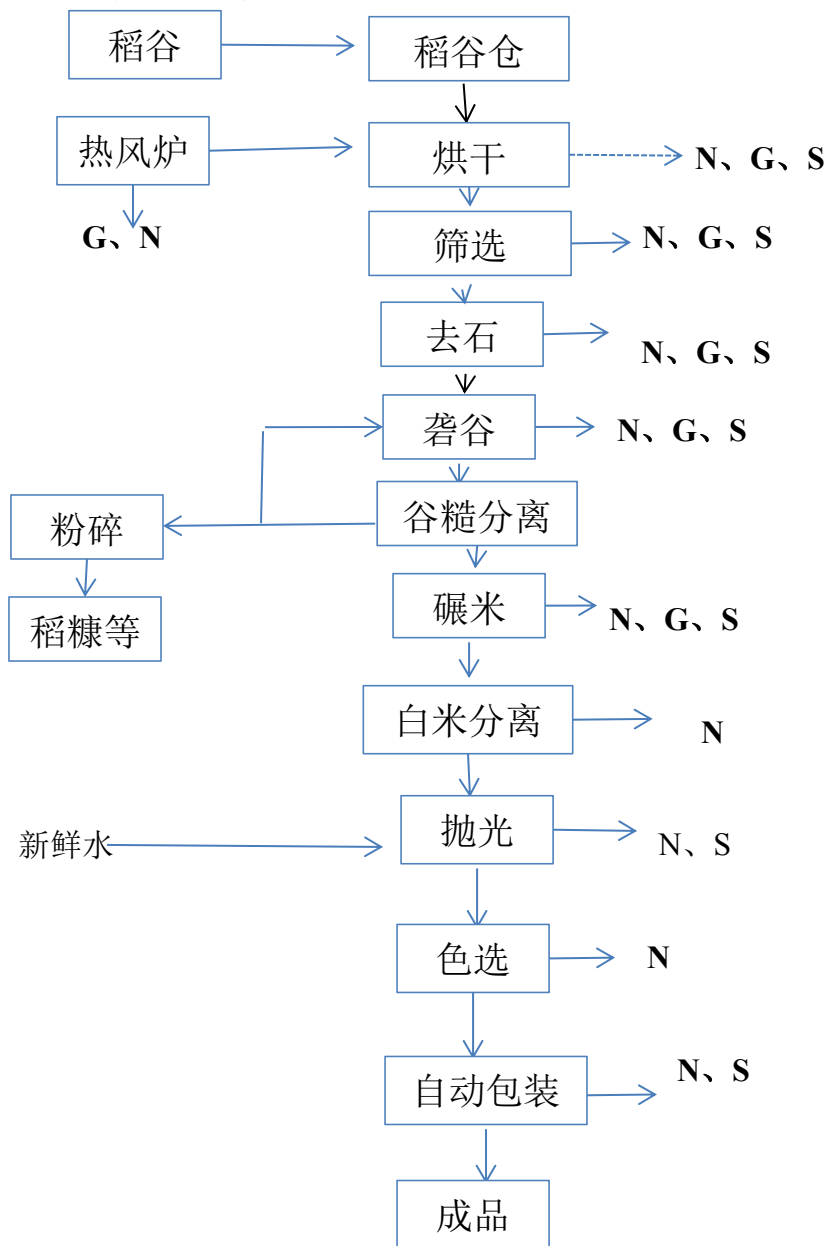 稻谷
稻谷仓
热风炉
烘干
N、G、S
G、N
筛选
N、G、S
去石
N、G、S
砻谷
N、G、S
粉碎
谷糙分离
稻糠等
碾米
N、G、S
白米分离
N
新鲜水
抛光
N、S
色选
N
自动包装
N、S
成品